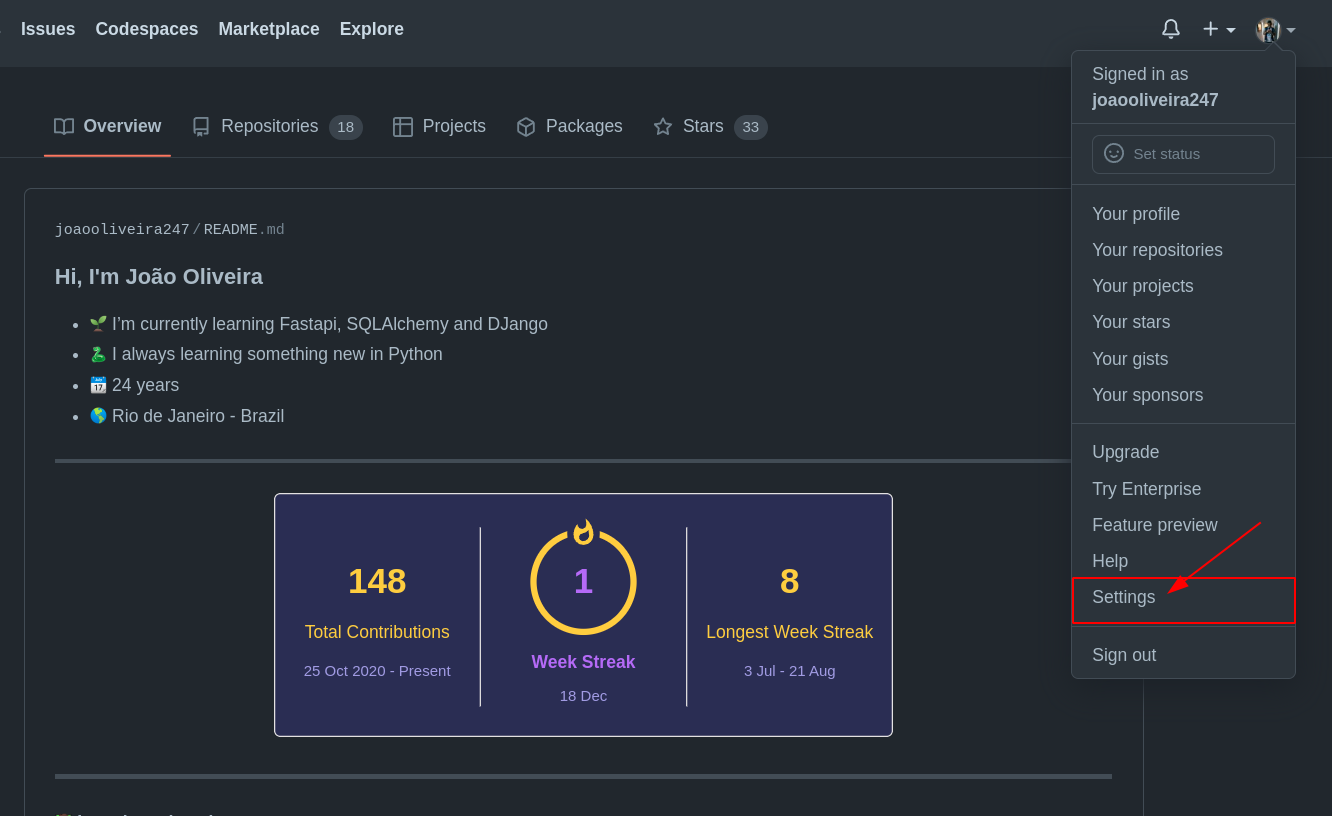 Issues Codespaces Marketplace Explore
Overview Repositories 18 Projects Packages Stars 33
joaooliveira247/README.md
Hi, I'm João Oliveira
I'm currently learning Fastapi, SQLAlchemy and DJango
I always learning something new in Python
24 years
Rio de Janeiro - Brazil
148
Total Contributions
25 Oct 2020 - Present
1
Week Streak
18 Dec
8
Longest Week Streak
3 Jul - 21 Aug
Signed in as
joaooliveira247
Set status
Your profile
Your repositories
Your projects
Your stars
Your gists
Your sponsors
Upgrade
Try Enterprise
Feature preview
Help
Settings
Sign out